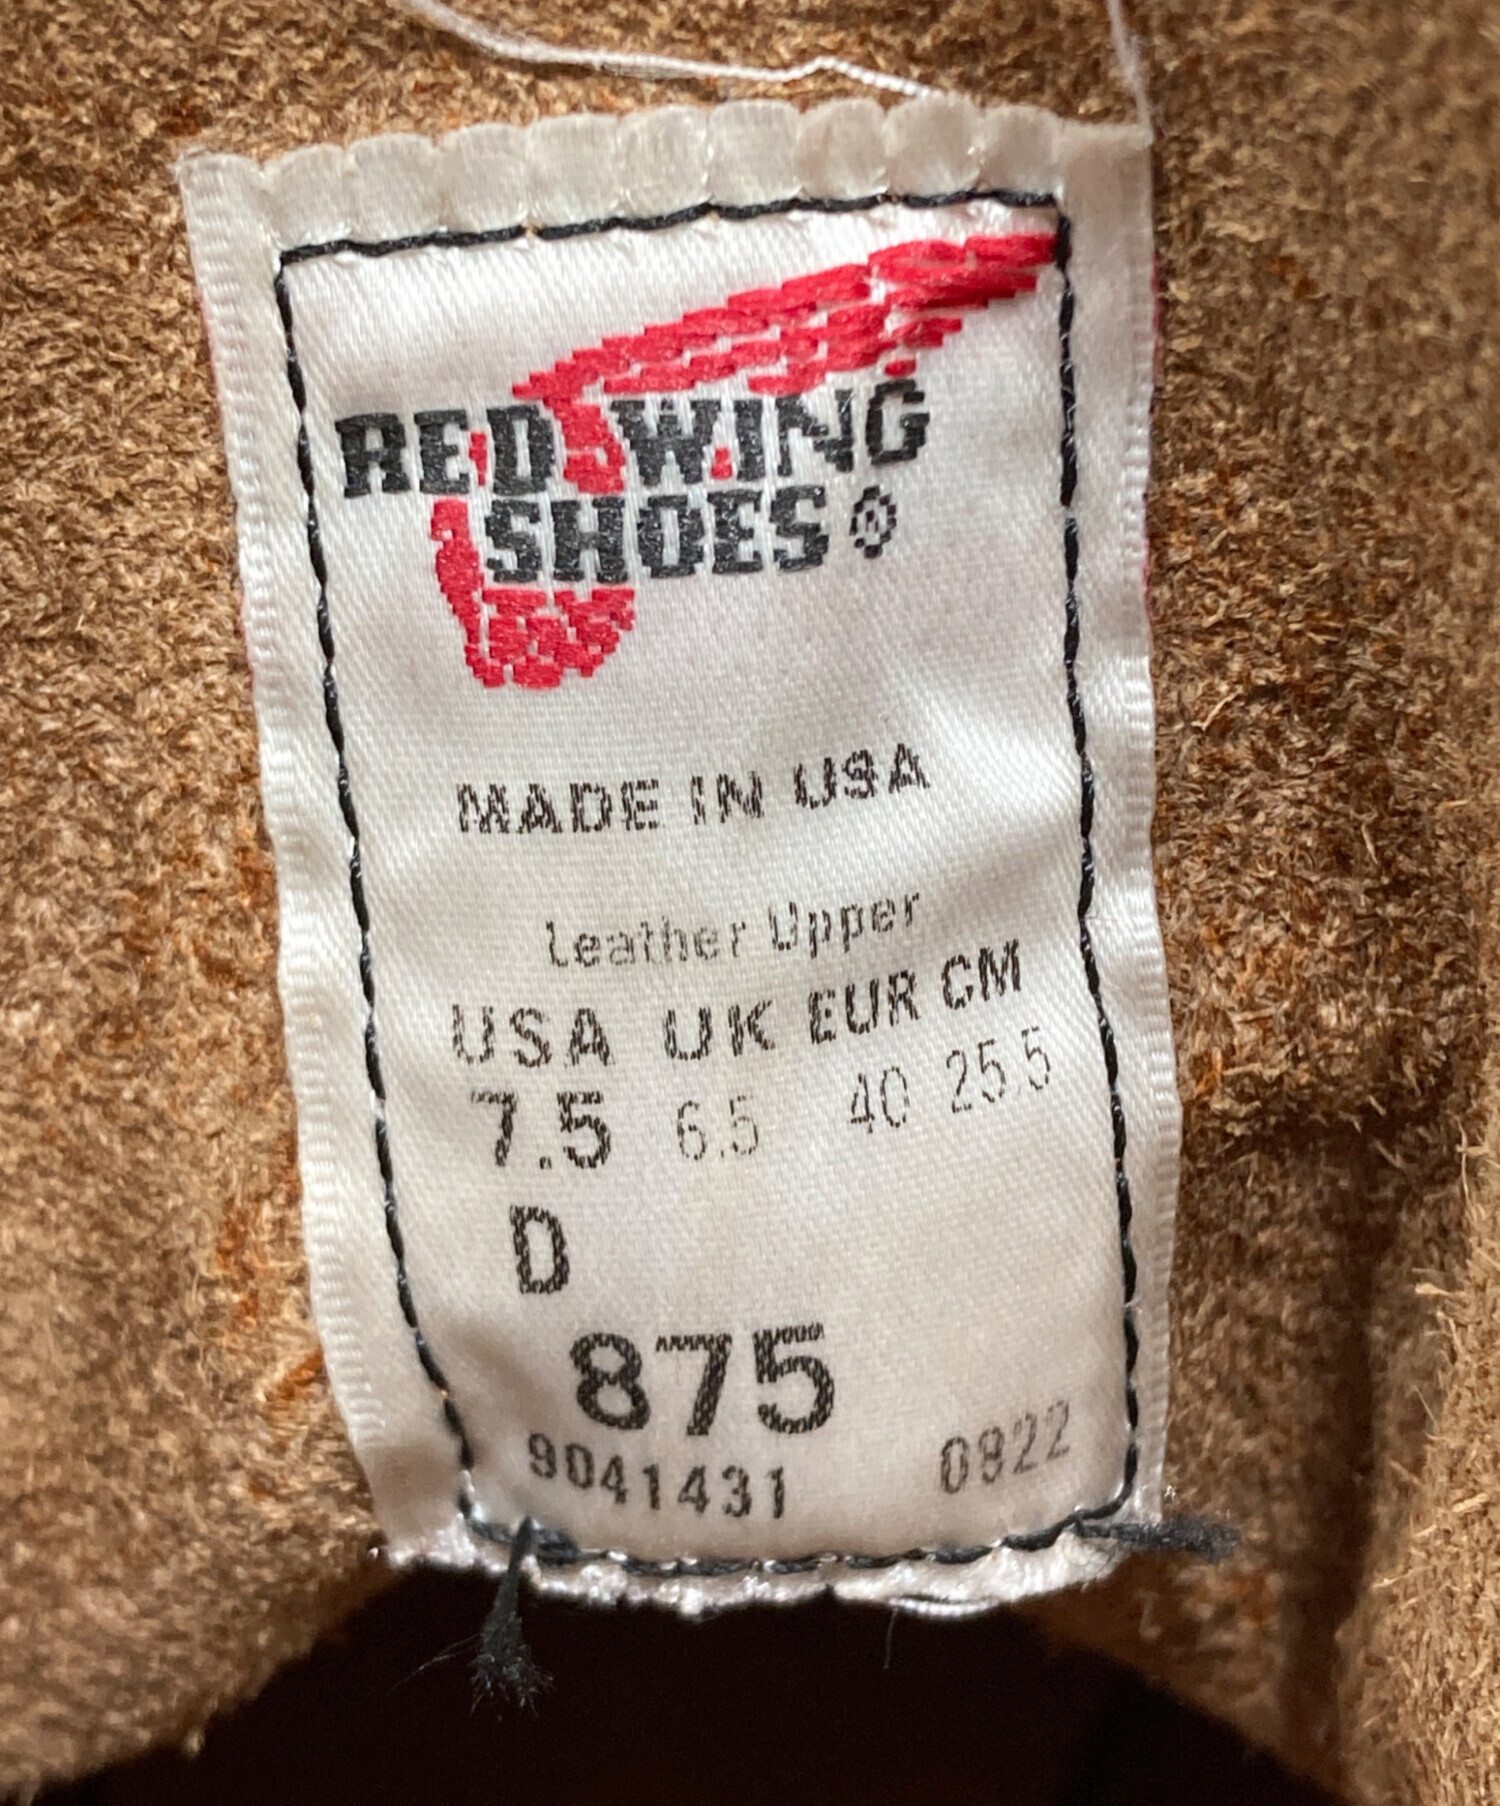 RED WING
SHOES®
MADE IN USA
Leather Upper
USA UK EUR CM
7.5 6.5 40 25.5
D
875
9041431 0822